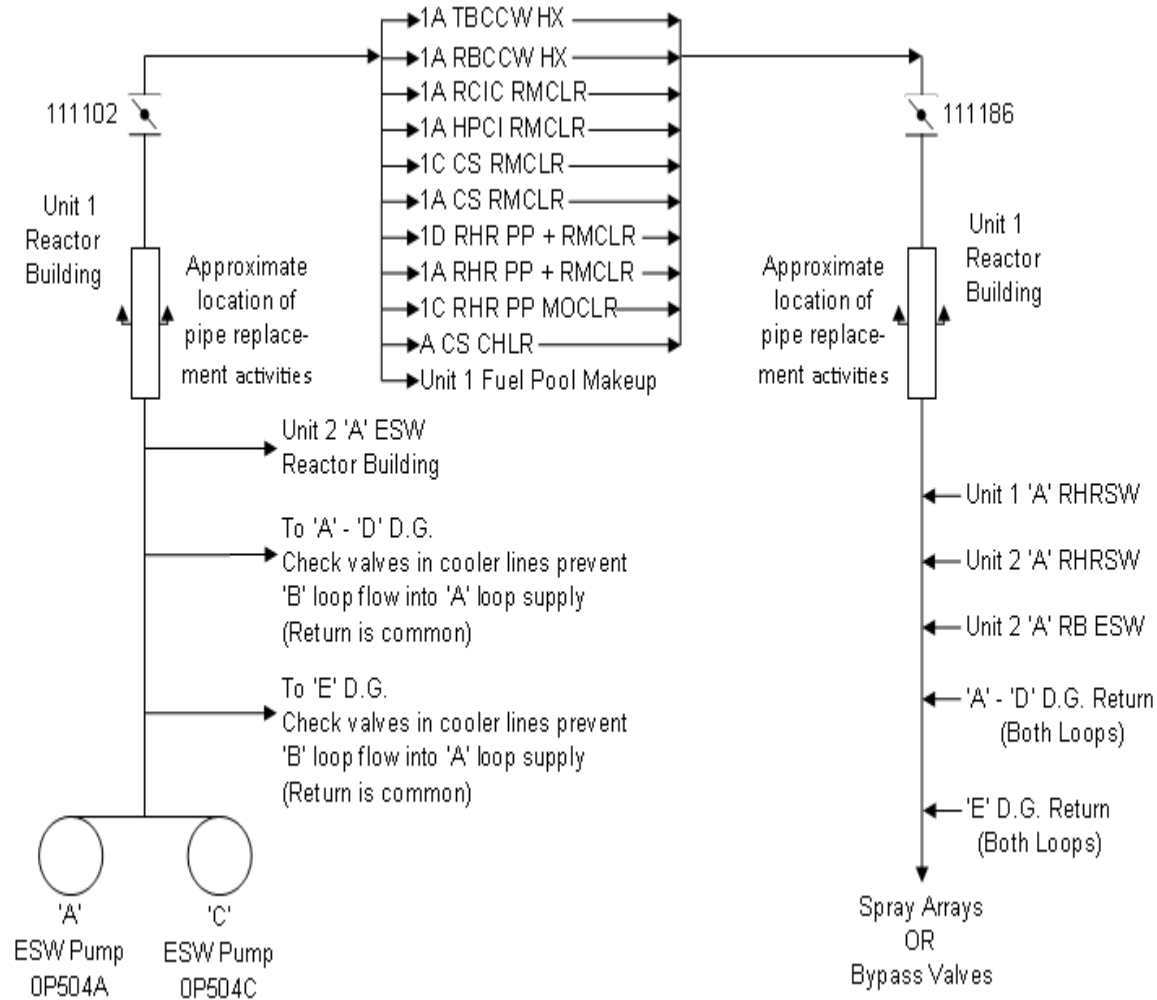 1A TBCCW HX
1A RBCCW HX
1A RCIC RMCLR
1A HPCI RMCLR
1C CS RMCLR
1A CS RMCLR
1D RHR PP + RMCLR
1A RHR PP + RMCLR
1C RHR PP MOCLR
A CS CHLR
Unit 1 Fuel Pool Makeup
111102
Unit 1
Reactor
Building
Approximate
location of
pipe replace-
ment activities
Unit 2 'A' ESW
Reactor Building
To 'A' - 'D' D.G.
Check valves in cooler lines prevent
'B' loop flow into 'A' loop supply
(Return is common)
To 'E' D.G.
Check valves in cooler lines prevent
'B' loop flow into 'A' loop supply
(Return is common)
'A'
ESW Pump
0P504A
'C'
ESW Pump
0P504C
111186
Unit 1
Reactor
Building
Approximate
location of
pipe replace-
ment activities
Unit 1 'A' RHRSW
Unit 2 'A' RHRSW
Unit 2 'A' RB ESW
'A' - 'D' D.G. Return
(Both Loops)
'E' D.G. Return
(Both Loops)
Spray Arrays
OR
Bypass Valves